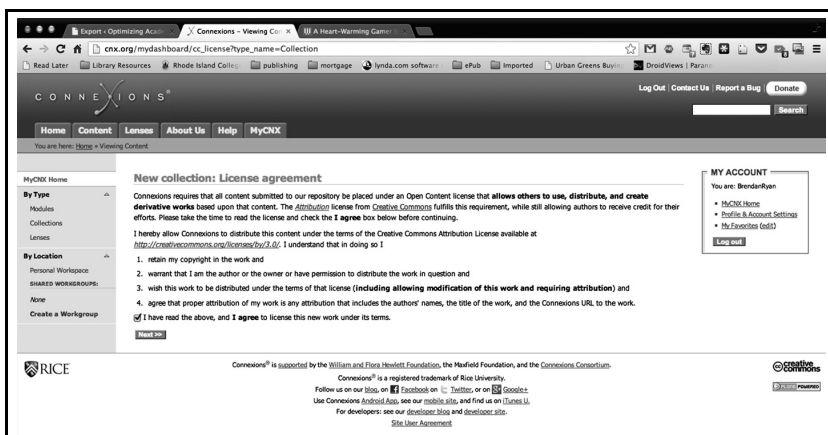 Export ‹ Optimizing Acad
Connexions - Viewing Con
A Heart-Warming Gamer
cnx.org/mydashboard/cc_license?type_name=Collection
Read Later
Library Resources
Rhode Island Colleg
publishing
mortgage
lynda.com software
ePub
Imported
Urban Greens Buyin
DroidViews | Paran
CONNEXIONS®
Log Out | Contact Us | Report a Bug | Donate
Search
Home Content Lenses About Us Help MyCNX
You are here: Home » Viewing Content
MyCNX Home
By Type
Modules
Collections
Lenses
By Location
Personal Workspace
SHARED WORKGROUPS:
None
Create a Workgroup
New collection: License agreement
Connexions requires that all content submitted to our repository be placed under an Open Content license that allows others to use, distribute, and create
derivative works based upon that content. The Attribution license from Creative Commons fulfills this requirement, while still allowing authors to receive credit for their
efforts. Please take the time to read the license and check the I agree box below before continuing.
I hereby allow Connexions to distribute this content under the terms of the Creative Commons Attribution License available at
http://creativecommons.org/licenses/by/3.0/. I understand that in doing so I
1. retain my copyright in the work and
2. warrant that I am the author or the owner or have permission to distribute the work in question and
3. wish this work to be distributed under the terms of that license (including allowing modification of this work and requiring attribution) and
4. agree that proper attribution of my work is any attribution that includes the authors' names, the title of the work, and the Connexions URL to the work.
I have read the above, and I agree to license this new work under its terms.
Next >>
MY ACCOUNT
You are: BrendanRyan
MyCNX Home
Profile & Account Settings
My Favorites (edit)
Log out
RICE
Connexions® is supported by the William and Flora Hewlett Foundation, the Maxfield Foundation, and the Connexions Consortium.
Connexions® is a registered trademark of Rice University.
Follow us on our blog, on Facebook on Twitter, or on Google+
Use Connexions Android App, see our mobile site, and find us on iTunes U.
For developers: see our developer blog and developer site.
Site User Agreement
creative commons
PLONE POWERED